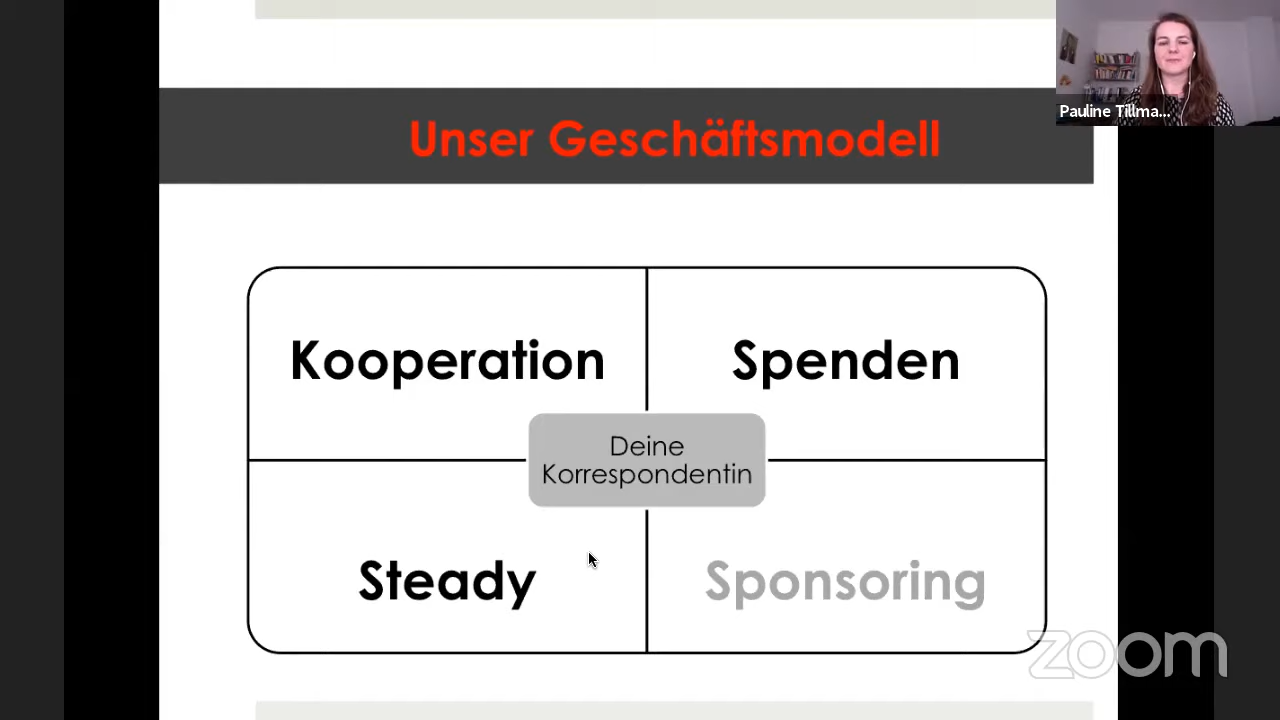 Pauline Tillma...
Unser Geschäftsmodell
Kooperation
Spenden
Deine
Korrespondentin
Steady
Sponsoring
zoom